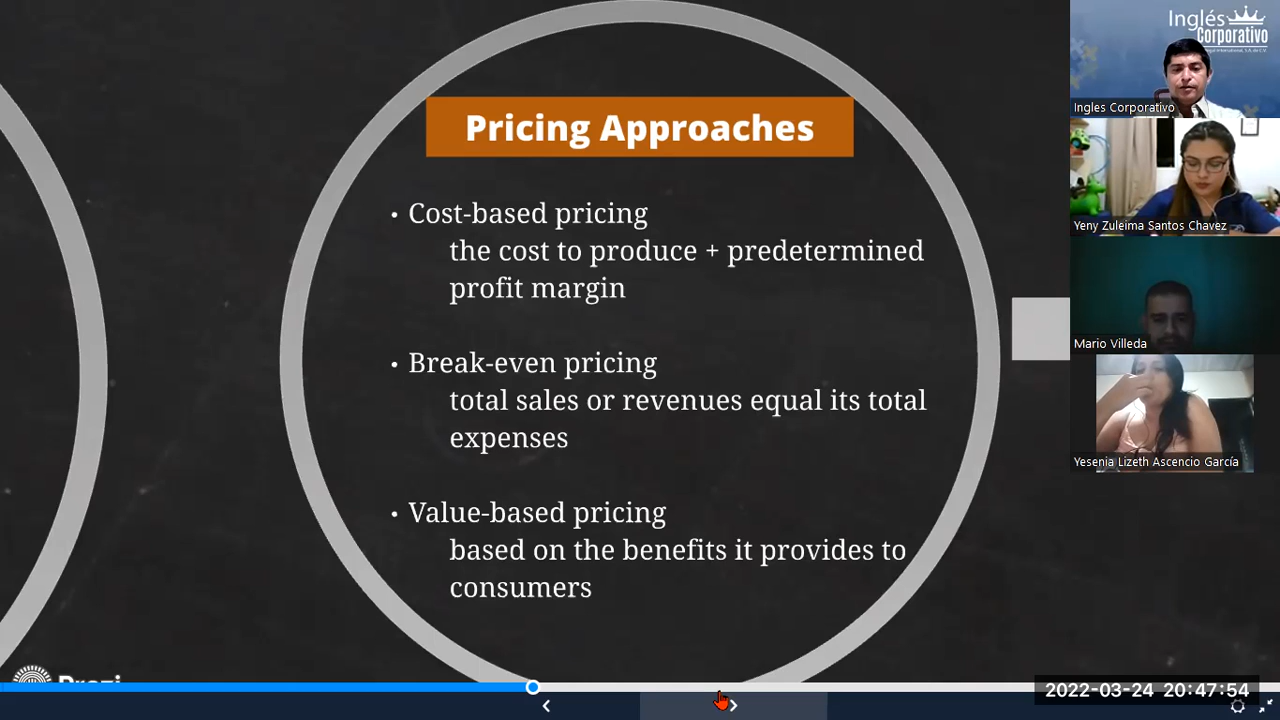 Pricing Approaches
• Cost-based pricing
the cost to produce + predetermined
profit margin
• Break-even pricing
total sales or revenues equal its total
expenses
• Value-based pricing
based on the benefits it provides to
consumers
Prezi
Inglés
Corporativo
Ingles Corporativo
Yeny Zuleima Santos Chavez
Mario Villeda
Yesenia Lizeth Ascencio García
2022-03-24 20:47:54